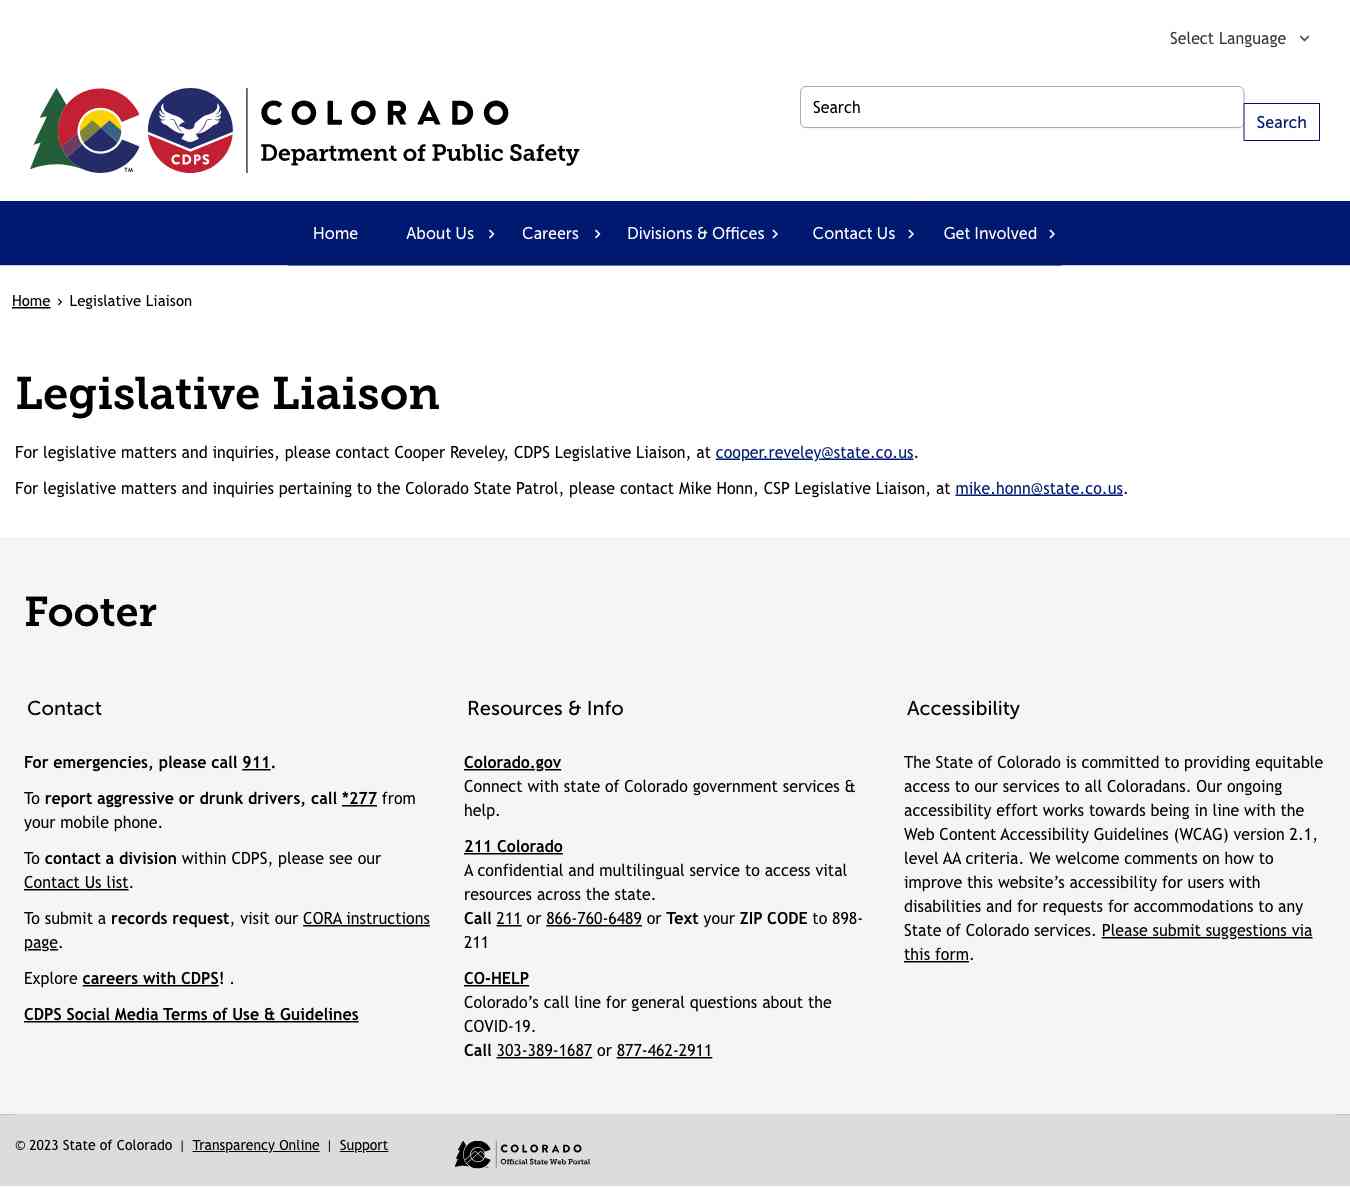 Select Language
CDPS
TM
COLORADO
Department of Public Safety
Search
Search
Home
About Us
Careers
Divisions & Offices
Contact Us
Get Involved
Home › Legislative Liaison
Legislative Liaison
For legislative matters and inquiries, please contact Cooper Reveley, CDPS Legislative Liaison, at cooper.reveley@state.co.us.
For legislative matters and inquiries pertaining to the Colorado State Patrol, please contact Mike Honn, CSP Legislative Liaison, at mike.honn@state.co.us.
Footer
Contact
For emergencies, please call 911.
To report aggressive or drunk drivers, call *277 from
your mobile phone.
To contact a division within CDPS, please see our
Contact Us list.
To submit a records request, visit our CORA instructions
page.
Explore careers with CDPS! .
CDPS Social Media Terms of Use & Guidelines
Resources & Info
Colorado.gov
Connect with state of Colorado government services &
help.
211 Colorado
A confidential and multilingual service to access vital
resources across the state.
Call 211 or 866-760-6489 or Text your ZIP CODE to 898-
211
CO-HELP
Colorado’s call line for general questions about the
COVID-19.
Call 303-389-1687 or 877-462-2911
Accessibility
The State of Colorado is committed to providing equitable
access to our services to all Coloradans. Our ongoing
accessibility effort works towards being in line with the
Web Content Accessibility Guidelines (WCAG) version 2.1,
level AA criteria. We welcome comments on how to
improve this website’s accessibility for users with
disabilities and for requests for accommodations to any
State of Colorado services. Please submit suggestions via
this form.
© 2023 State of Colorado | Transparency Online | Support
COLORADO
Official State Web Portal